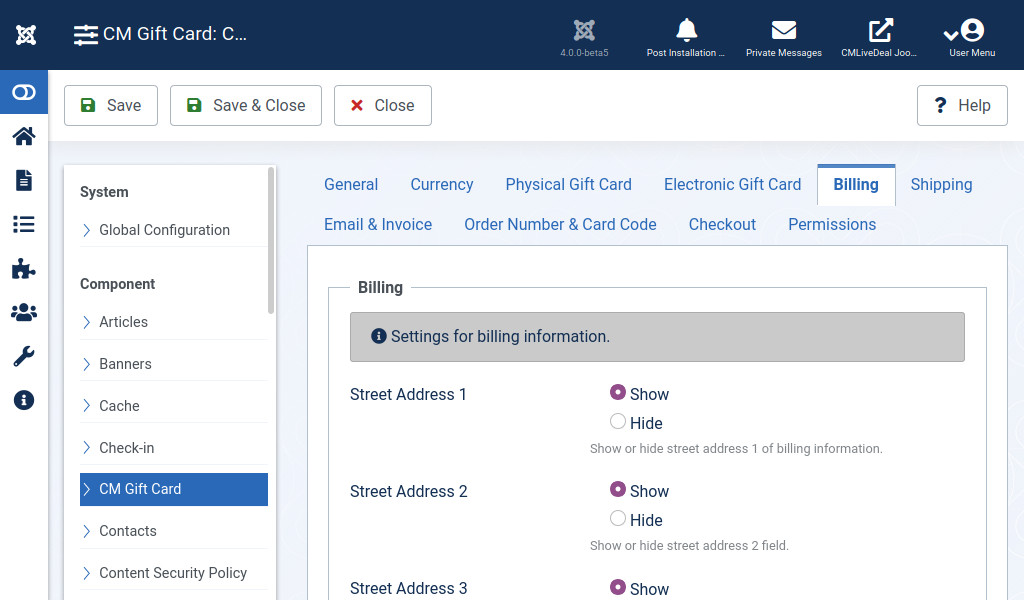 CM Gift Card: C...
4.0.0-beta5
Post Installation ...
Private Messages
CMLiveDeal Joo...
User Menu
Save
Save & Close
Close
Help
System
Global Configuration
Component
Articles
Banners
Cache
Check-in
CM Gift Card
Contacts
Content Security Policy
General
Currency
Physical Gift Card
Electronic Gift Card
Billing
Shipping
Email & Invoice
Order Number & Card Code
Checkout
Permissions
Billing
Settings for billing information.
Street Address 1
Show
Hide
Show or hide street address 1 of billing information.
Street Address 2
Show
Hide
Show or hide street address 2 field.
Street Address 3
Show